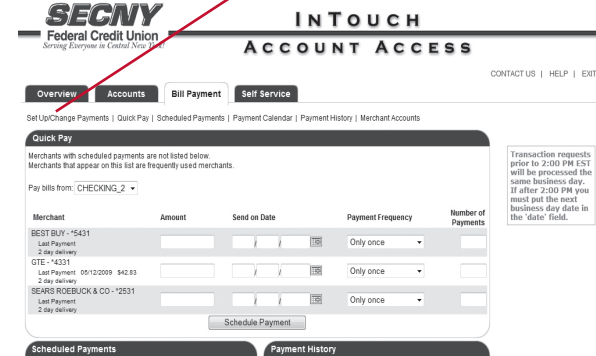 SECNY
Federal Credit Union
Serving Everyone in Central New York!
INTOUCH
ACCOUNT ACCESS
CONTACT US | HELP | EXIT
Overview Accounts Bill Payment Self Service
Set Up/Change Payments | Quick Pay | Scheduled Payments | Payment Calendar | Payment History | Merchant Accounts
Quick Pay
Merchants with scheduled payments are not listed below.
Merchants that appear on this list are frequently used merchants.
Pay bills from: CHECKING_2
Merchant Amount Send on Date Payment Frequency Number of Payments
BEST BUY - *5431
Last Payment / / Only once
2 day delivery
GTE - *4331
Last Payment 05/12/2009 $42.83 / / Only once
2 day delivery
SEARS ROEBUCK & CO - *2531
Last Payment / / Only once
2 day delivery
Schedule Payment
Transaction requests
prior to 2:00 PM EST
will be processed the
same business day.
If after 2:00 PM you
must put the next
business day date in
the 'date' field.
Scheduled Payments Payment History